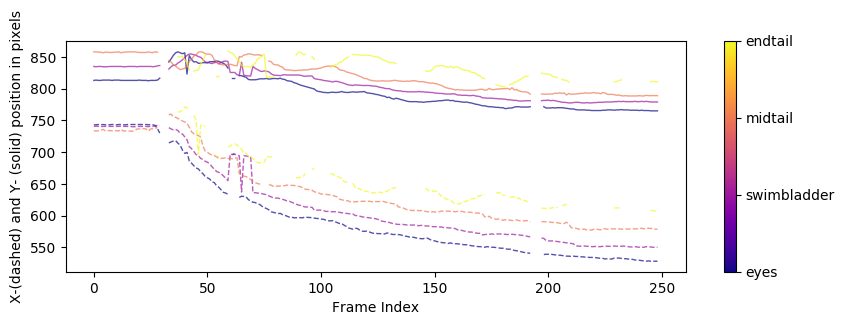 X-(dashed) and Y- (solid) position in pixels
850
800
750
700
650
600
550
0
50
100
150
200
250
Frame Index
endtail
midtail
swimbladder
eyes